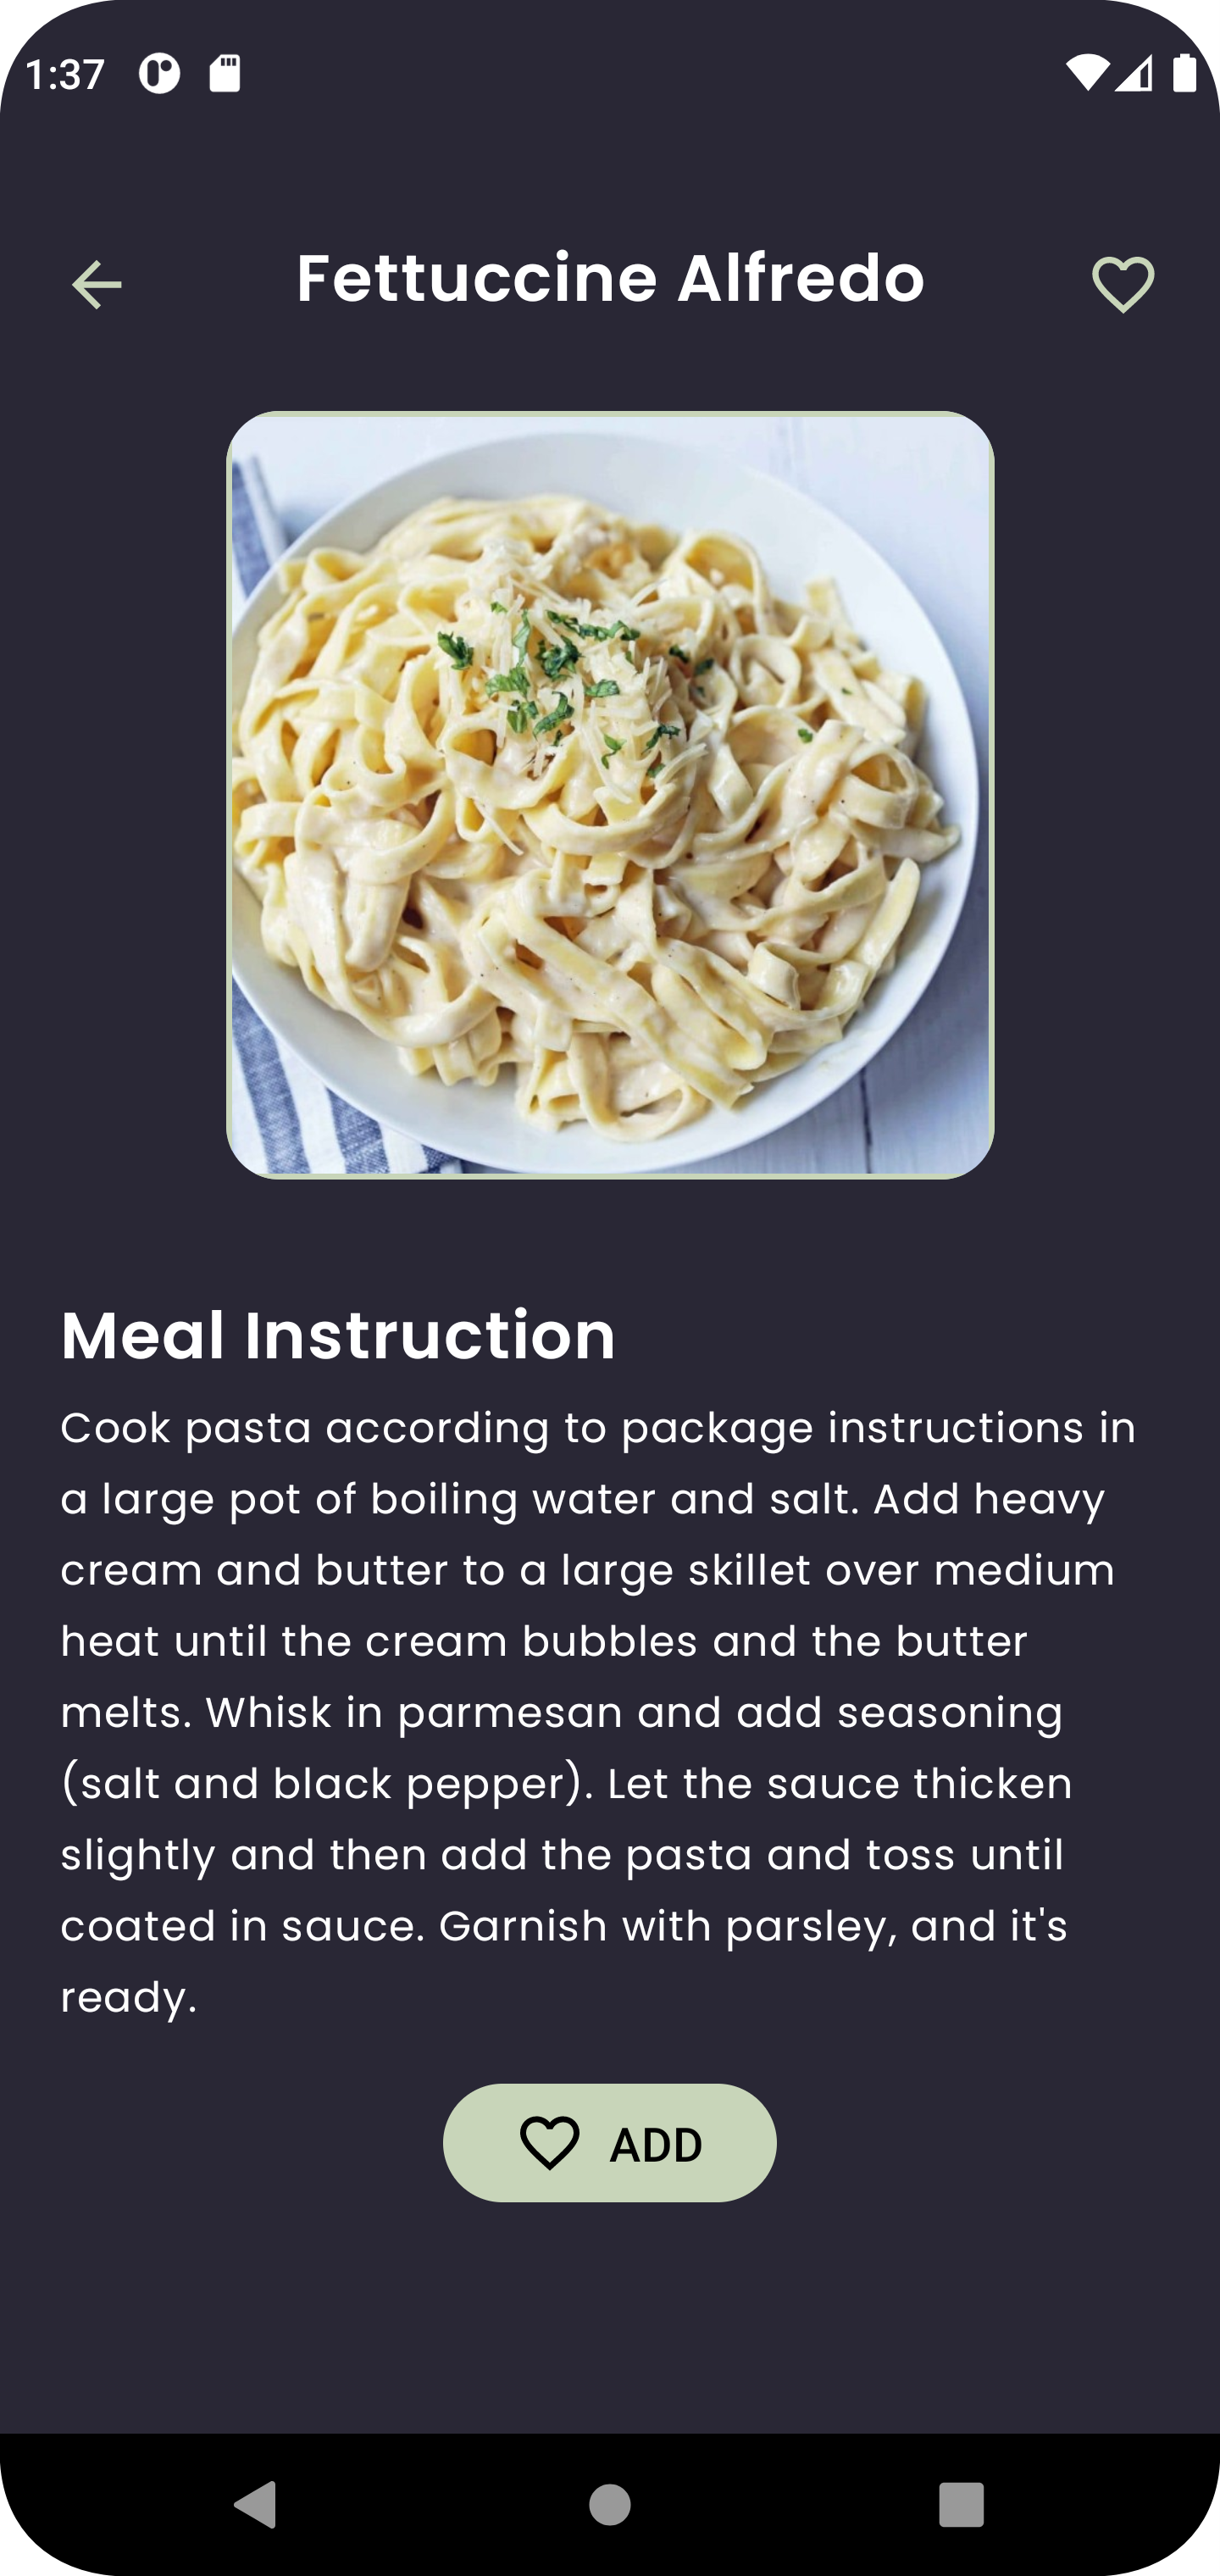 1:37
Fettuccine Alfredo
Meal Instruction
Cook pasta according to package instructions in
a large pot of boiling water and salt. Add heavy
cream and butter to a large skillet over medium
heat until the cream bubbles and the butter
melts. Whisk in parmesan and add seasoning
(salt and black pepper). Let the sauce thicken
slightly and then add the pasta and toss until
coated in sauce. Garnish with parsley, and it's
ready.
ADD